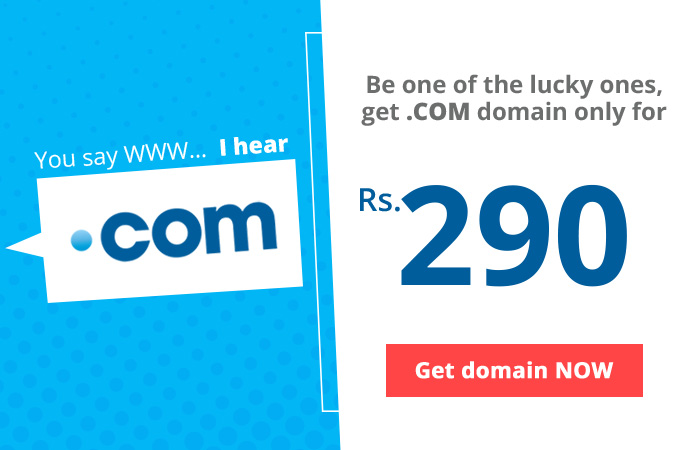 You say WWW... I hear
.com
Be one of the lucky ones,
get .COM domain only for
Rs.290
Get domain NOW